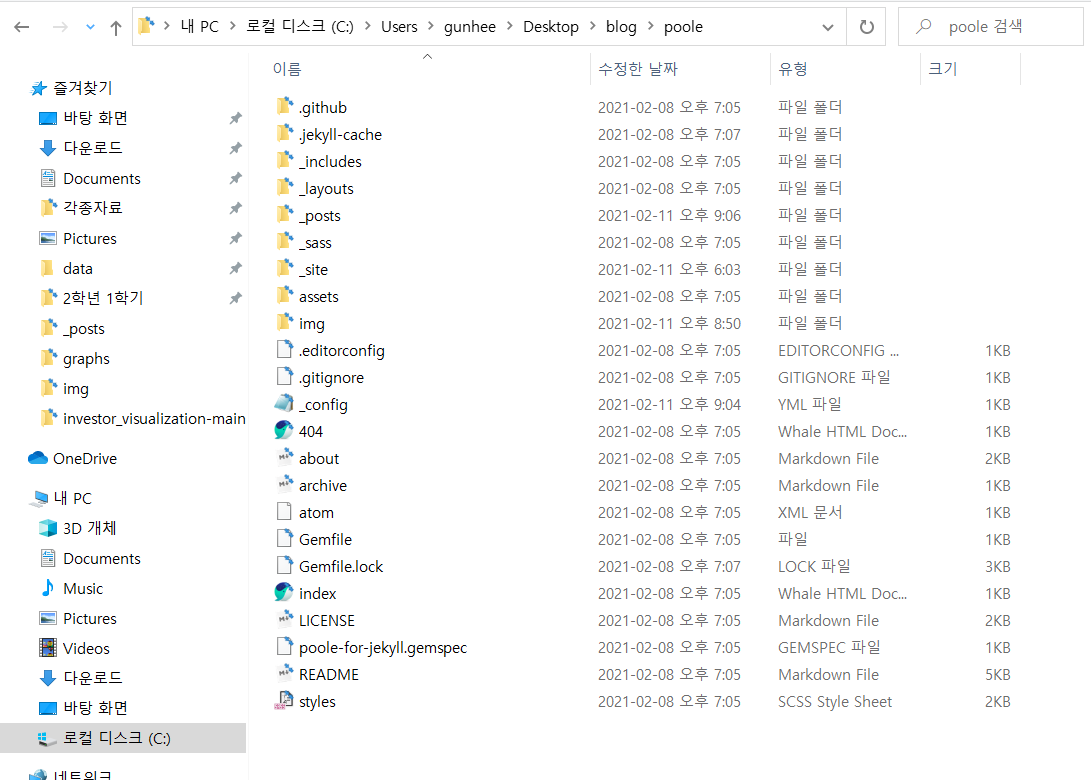 내 PC > 로컬 디스크 (C:) > Users > gunhee > Desktop > blog > poole
poole 검색
이름 수정한 날짜 유형 크기
즐겨찾기
바탕 화면
다운로드
Documents
각종자료
Pictures
data
2학년 1학기
_posts
graphs
img
investor_visualization-main
OneDrive
내 PC
3D 개체
Documents
Music
Pictures
Videos
다운로드
바탕 화면
로컬 디스크 (C:)
네트워크
.github 2021-02-08 오후 7:05 파일 폴더
.jekyll-cache 2021-02-08 오후 7:07 파일 폴더
_includes 2021-02-08 오후 7:05 파일 폴더
_layouts 2021-02-08 오후 7:05 파일 폴더
_posts 2021-02-11 오후 9:06 파일 폴더
_sass 2021-02-08 오후 7:05 파일 폴더
_site 2021-02-11 오후 6:03 파일 폴더
assets 2021-02-08 오후 7:05 파일 폴더
img 2021-02-11 오후 8:50 파일 폴더
.editorconfig 2021-02-08 오후 7:05 EDITORCONFIG ... 1KB
.gitignore 2021-02-08 오후 7:05 GITIGNORE 파일 1KB
_config 2021-02-11 오후 9:04 YML 파일 1KB
404 2021-02-08 오후 7:05 Whale HTML Doc... 1KB
about 2021-02-08 오후 7:05 Markdown File 2KB
archive 2021-02-08 오후 7:05 Markdown File 1KB
atom 2021-02-08 오후 7:05 XML 문서 1KB
Gemfile 2021-02-08 오후 7:05 파일 1KB
Gemfile.lock 2021-02-08 오후 7:07 LOCK 파일 3KB
index 2021-02-08 오후 7:05 Whale HTML Doc... 1KB
LICENSE 2021-02-08 오후 7:05 Markdown File 2KB
poole-for-jekyll.gemspec 2021-02-08 오후 7:05 GEMSPEC 파일 1KB
README 2021-02-08 오후 7:05 Markdown File 5KB
styles 2021-02-08 오후 7:05 SCSS Style Sheet 2KB